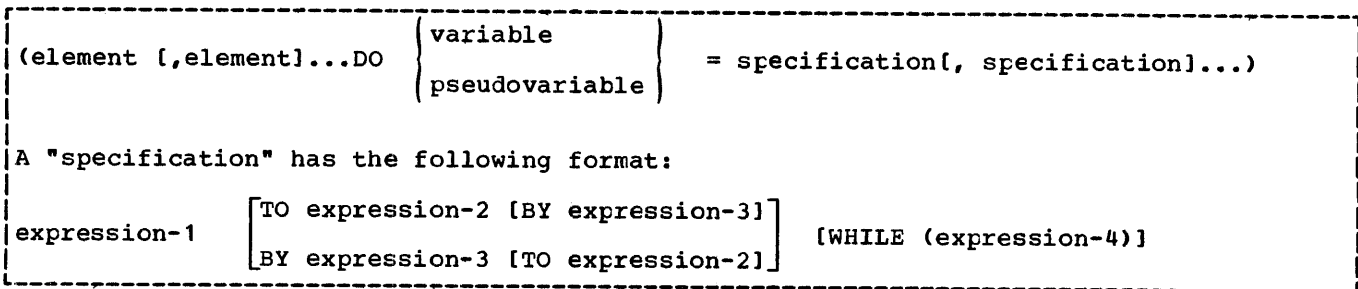 variable
(element [,element]...DO = specification[, specification]...)
pseudovariable
A "specification" has the following format:
TO expression-2 [BY expression-3]
expression-1 [WHILE (expression-4)]
BY expression-3 [TO expression-2]